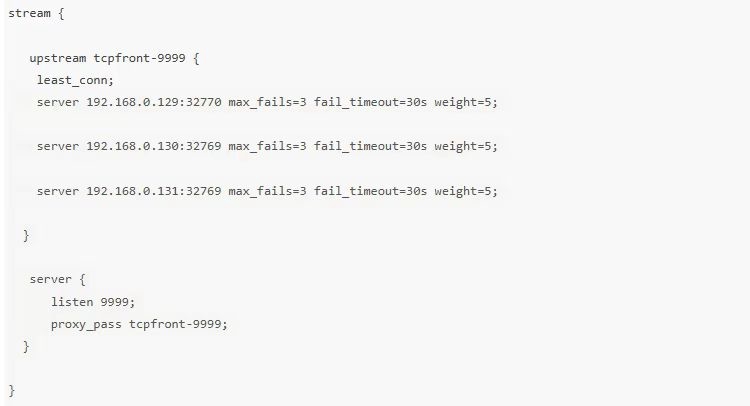 stream {
upstream tcpfront-9999 {
least_conn;
server 192.168.0.129:32770 max_fails=3 fail_timeout=30s weight=5;
server 192.168.0.130:32769 max_fails=3 fail_timeout=30s weight=5;
server 192.168.0.131:32769 max_fails=3 fail_timeout=30s weight=5;
}
server {
listen 9999;
proxy_pass tcpfront-9999;
}
}